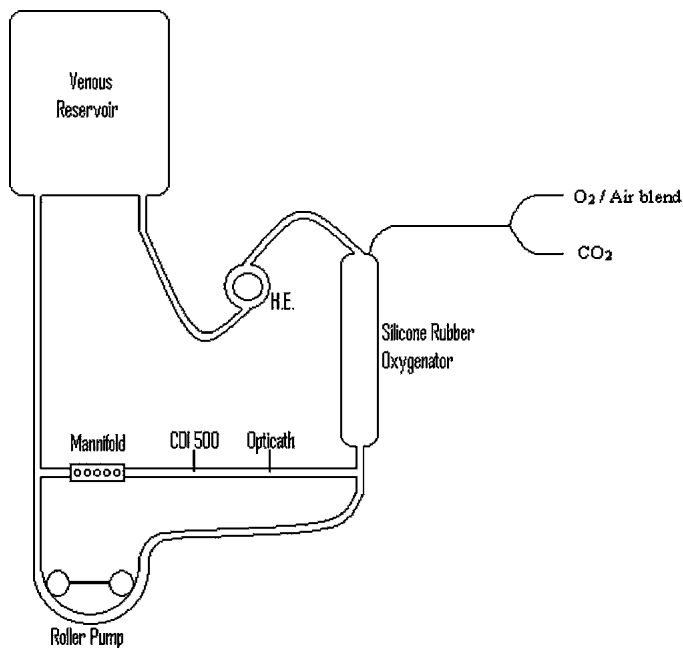 Venous
Reservoir
O₂ / Air blend
CO₂
H.E.
Silicone Rubber
Oxygenator
Mannifold
CDI 500
Opticath
Roller Pump